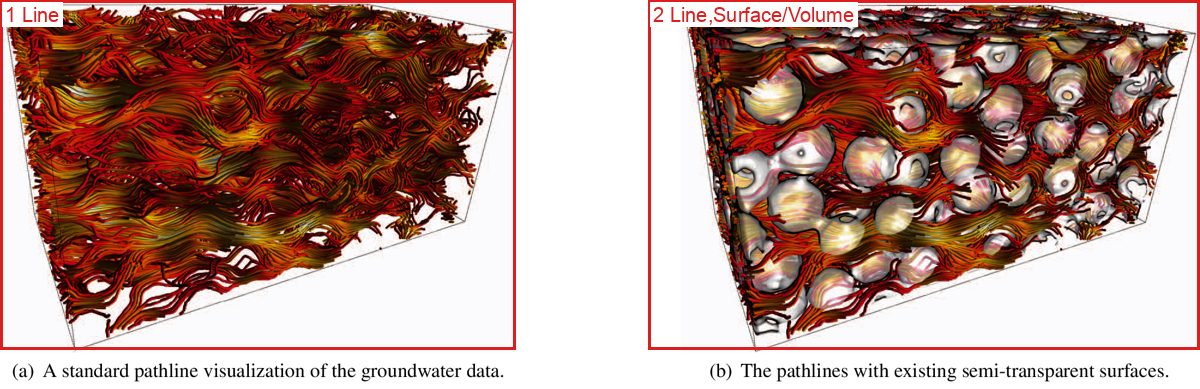 1 Line
2 Line,Surface/Volume
(a) A standard pathline visualization of the groundwater data.
(b) The pathlines with existing semi-transparent surfaces.